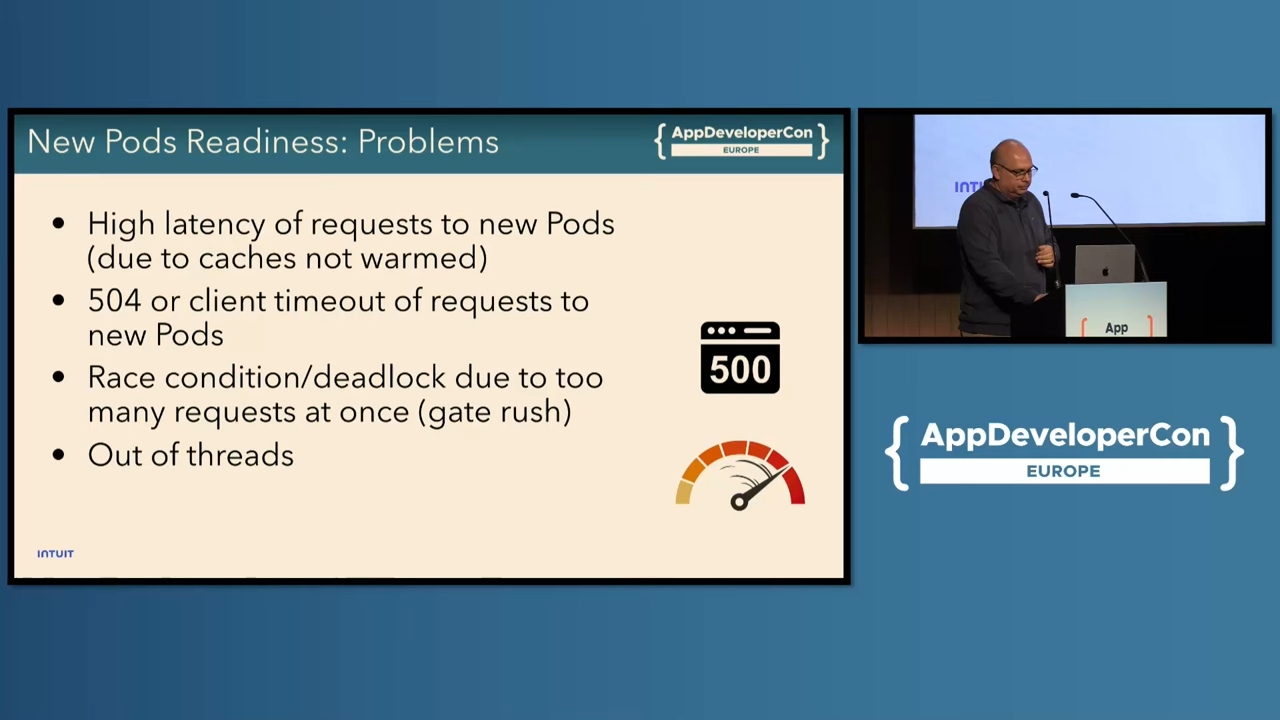 New Pods Readiness: Problems
{ AppDeveloperCon }
EUROPE
• High latency of requests to new Pods
(due to caches not warmed)
• 504 or client timeout of requests to
new Pods
• Race condition/deadlock due to too
many requests at once (gate rush)
• Out of threads
500
INTUIT
INT
App
{ AppDeveloperCon }
EUROPE